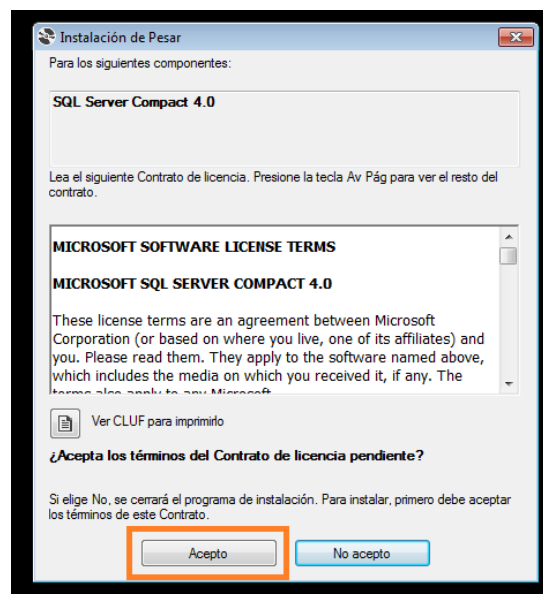 Instalación de Pesar
Para los siguientes componentes:
SQL Server Compact 4.0
Lea el siguiente Contrato de licencia. Presione la tecla Av Pág para ver el resto del
contrato.
MICROSOFT SOFTWARE LICENSE TERMS
MICROSOFT SQL SERVER COMPACT 4.0
These license terms are an agreement between Microsoft
Corporation (or based on where you live, one of its affiliates) and
you. Please read them. They apply to the software named above,
which includes the media on which you received it, if any. The
terms also apply to any Microsoft
Ver CLUF para imprimirlo
¿Acepta los términos del Contrato de licencia pendiente?
Si elige No, se cerrará el programa de instalación. Para instalar, primero debe aceptar
los términos de este Contrato.
Acepto
No acepto